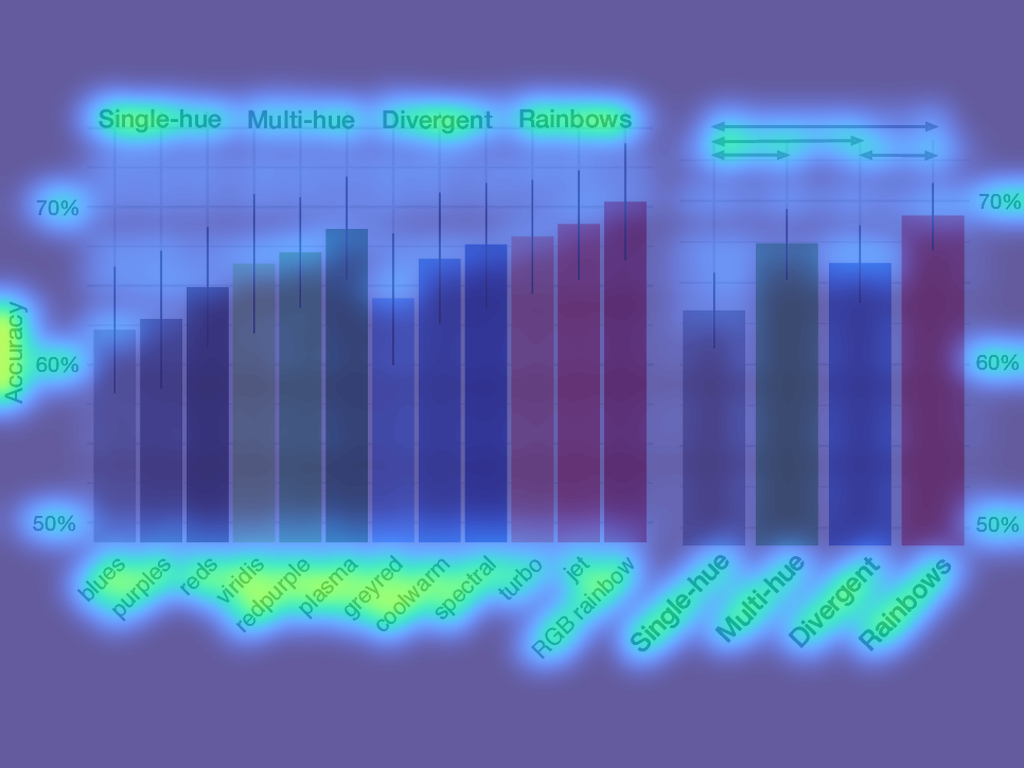 Single-hue Multi-hue Divergent Rainbows
70%
60%
50%
Accuracy
blues purples reds viridis redpurple plasma greyred coolwarm spectral turbo jet RGB rainbow
70%
60%
50%
Single-hue Multi-hue Divergent Rainbows